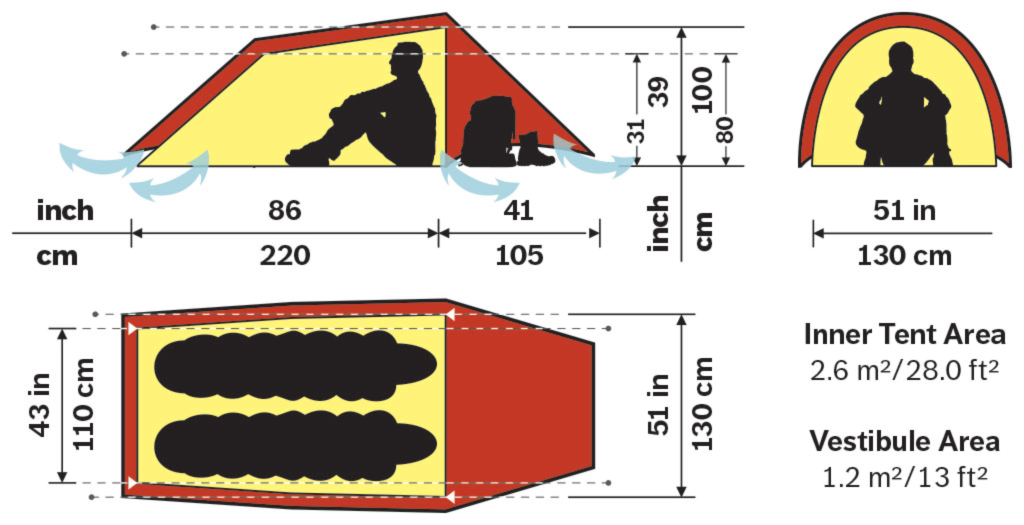 31
39
100
80
inch 86 41
cm 220 105
inch
cm
51 in
130 cm
43 in
110 cm
51 in
130 cm
Inner Tent Area
2.6 m²/28.0 ft²
Vestibule Area
1.2 m²/13 ft²